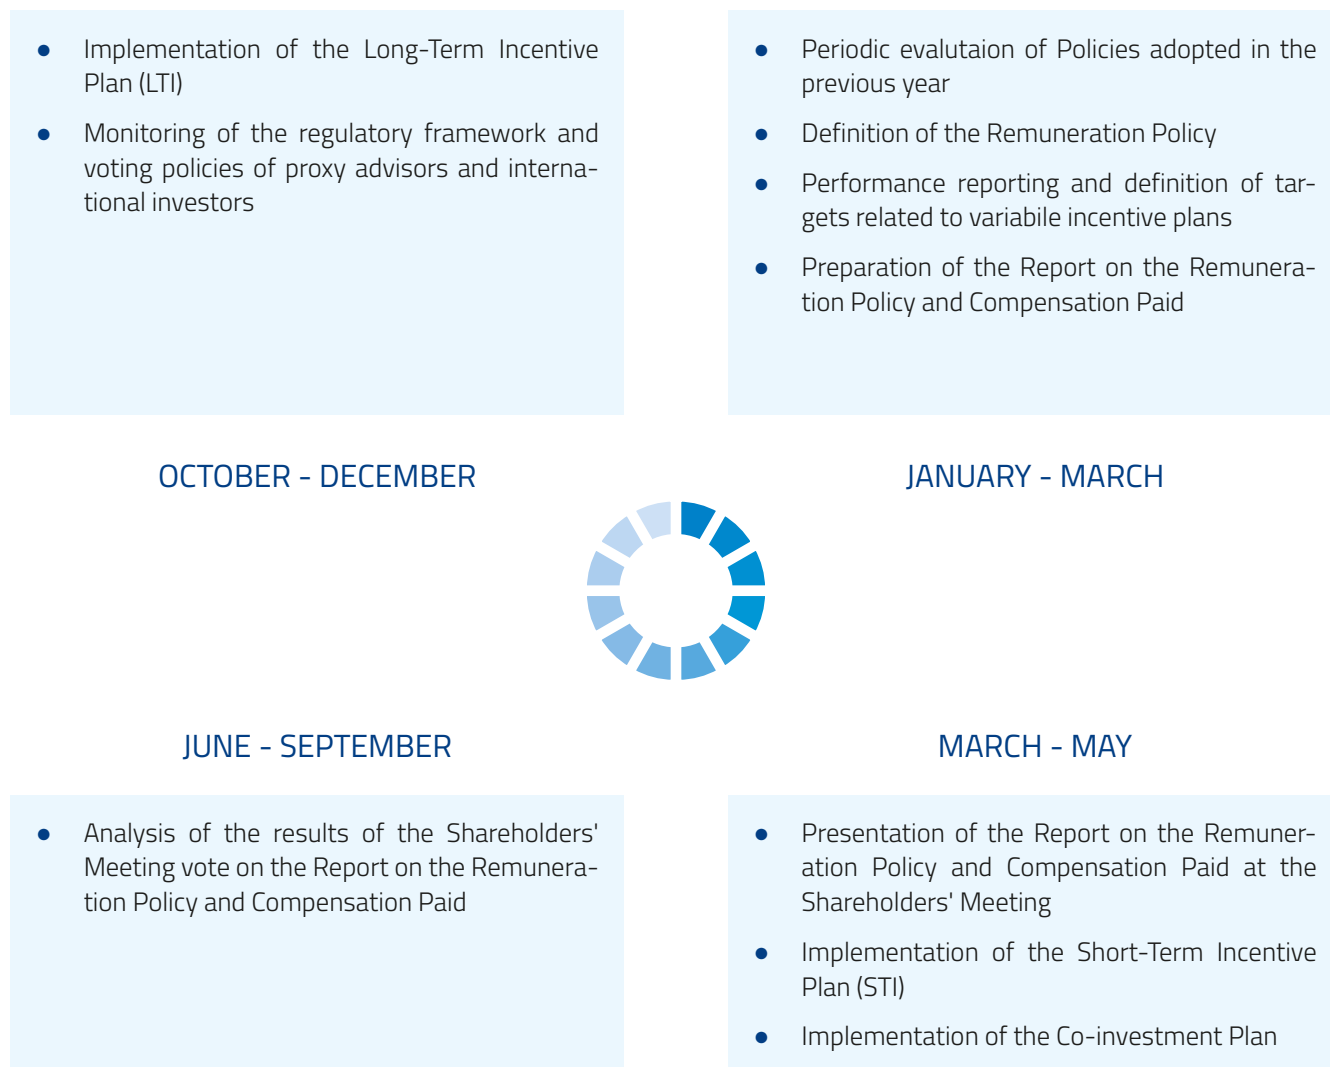 ● Implementation of the Long-Term Incentive
Plan (LTI)
● Monitoring of the regulatory framework and
voting policies of proxy advisors and interna-
tional investors
OCTOBER - DECEMBER
● Periodic evalutaion of Policies adopted in the
previous year
● Definition of the Remuneration Policy
● Performance reporting and definition of tar-
gets related to variabile incentive plans
● Preparation of the Report on the Remunera-
tion Policy and Compensation Paid
JANUARY - MARCH
JUNE - SEPTEMBER
● Analysis of the results of the Shareholders'
Meeting vote on the Report on the Remunera-
tion Policy and Compensation Paid
MARCH - MAY
● Presentation of the Report on the Remuner-
ation Policy and Compensation Paid at the
Shareholders' Meeting
● Implementation of the Short-Term Incentive
Plan (STI)
● Implementation of the Co-investment Plan